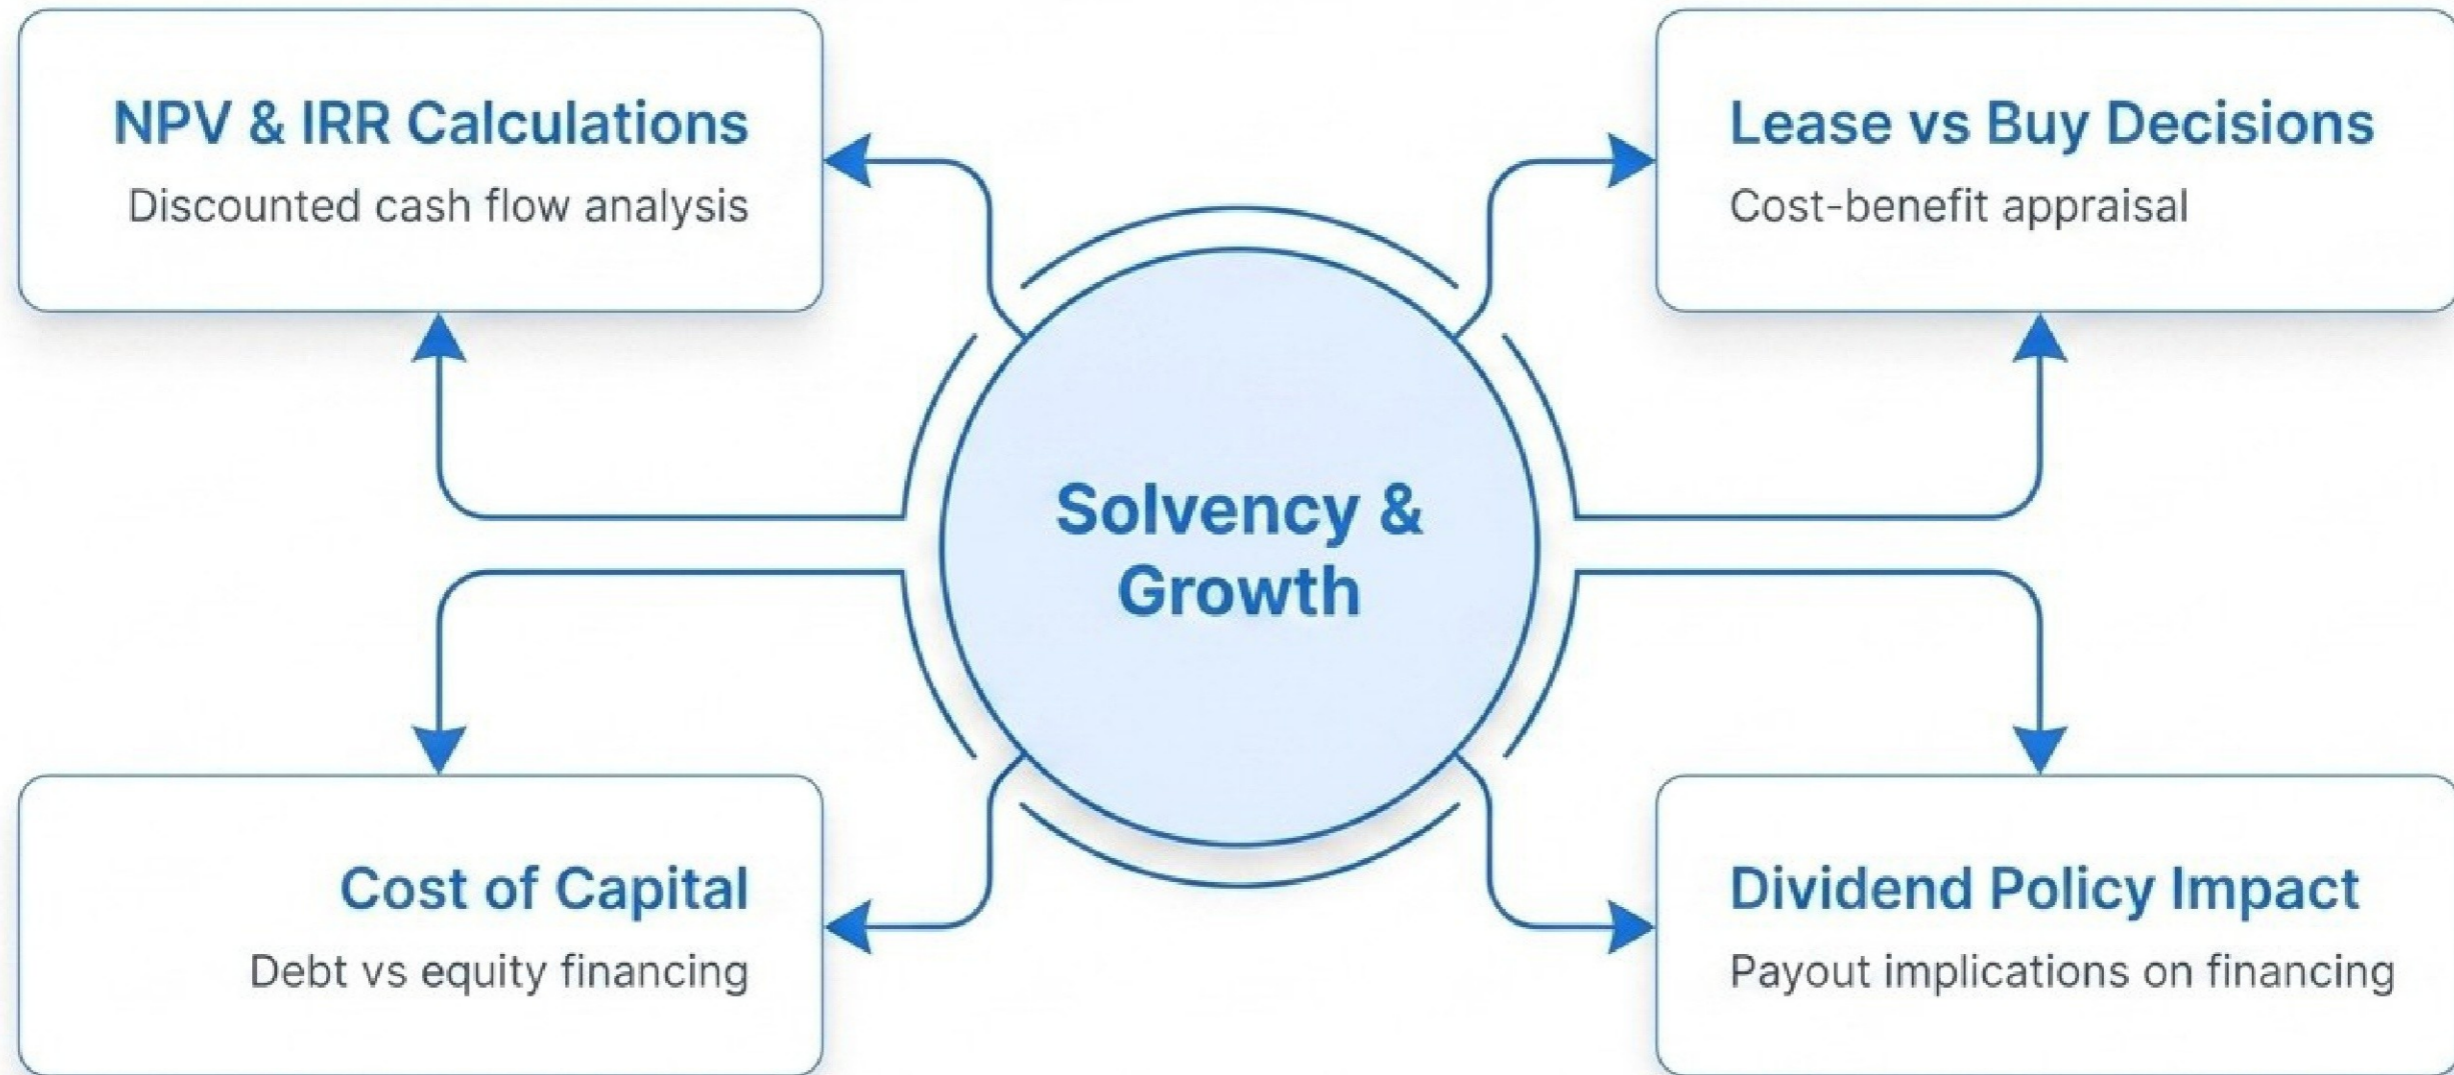 NPV & IRR Calculations
Discounted cash flow analysis
Lease vs Buy Decisions
Cost-benefit appraisal
Solvency &
Growth
Cost of Capital
Debt vs equity financing
Dividend Policy Impact
Payout implications on financing